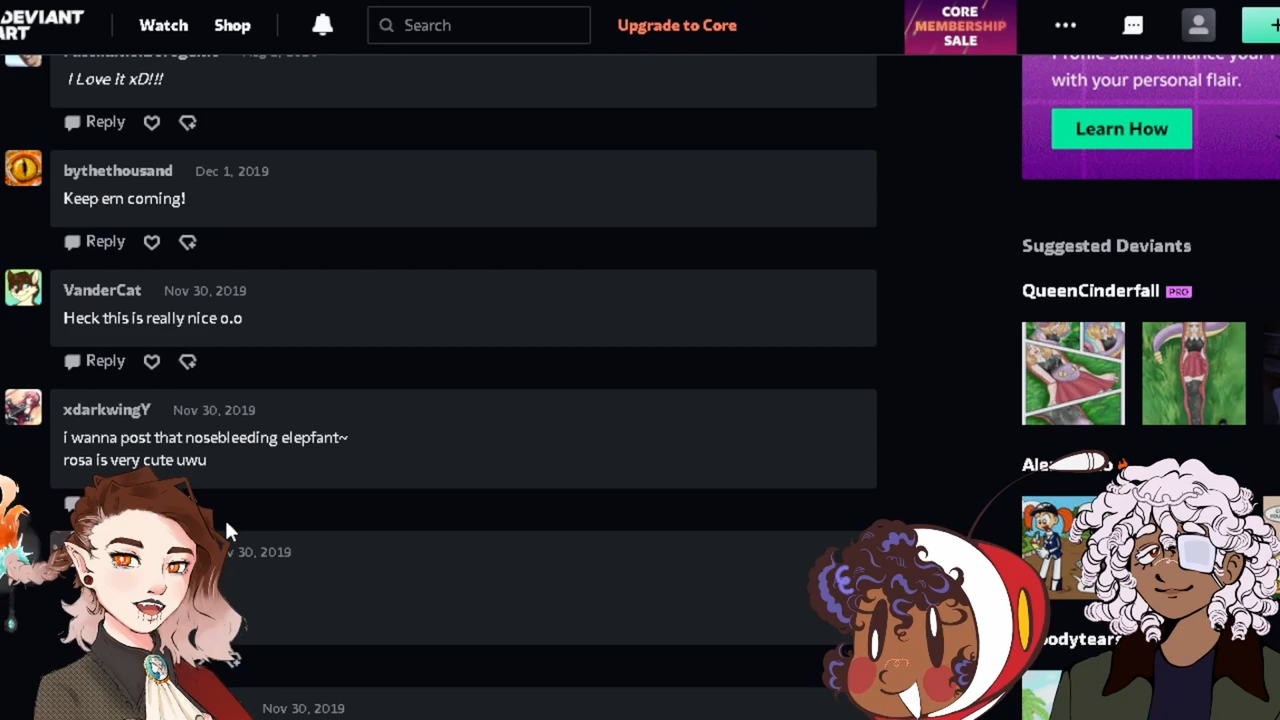 DEVIANT
ART
Watch
Shop
Search
Upgrade to Core
CORE
MEMBERSHIP
SALE
I Love it xD!!!
Reply
bythethousand Dec 1, 2019
Keep em coming!
Reply
VanderCat Nov 30, 2019
Heck this is really nice o.o
Reply
xdarkwingY Nov 30, 2019
i wanna post that nosebleeding elepfant~
rosa is very cute uwu
30, 2019
Nov 30, 2019
with your personal flair.
Learn How
Suggested Deviants
QueenCinderfall PRO